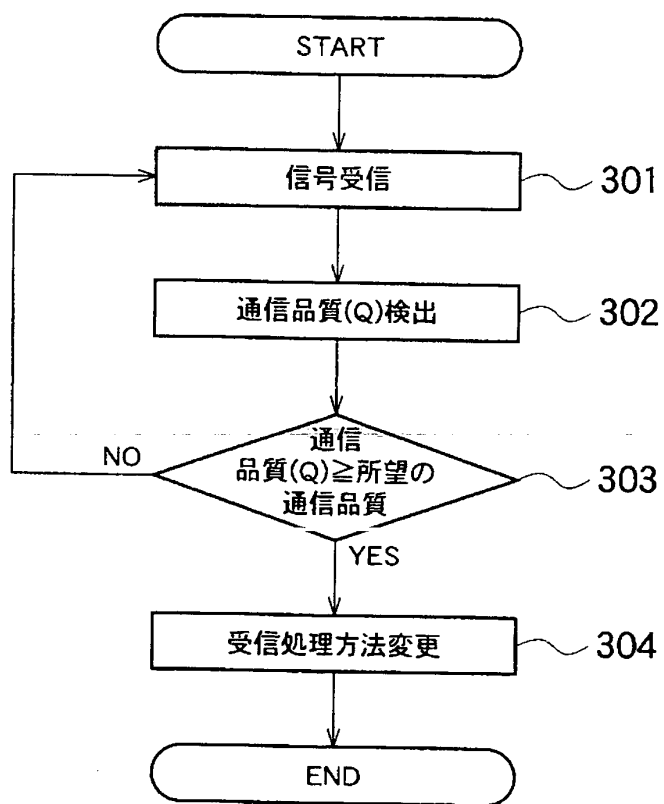 START
信号受信
301
通信品質(Q)検出
302
通信
品質(Q)≧所望の
通信品質
303
NO
YES
受信処理方法変更
304
END